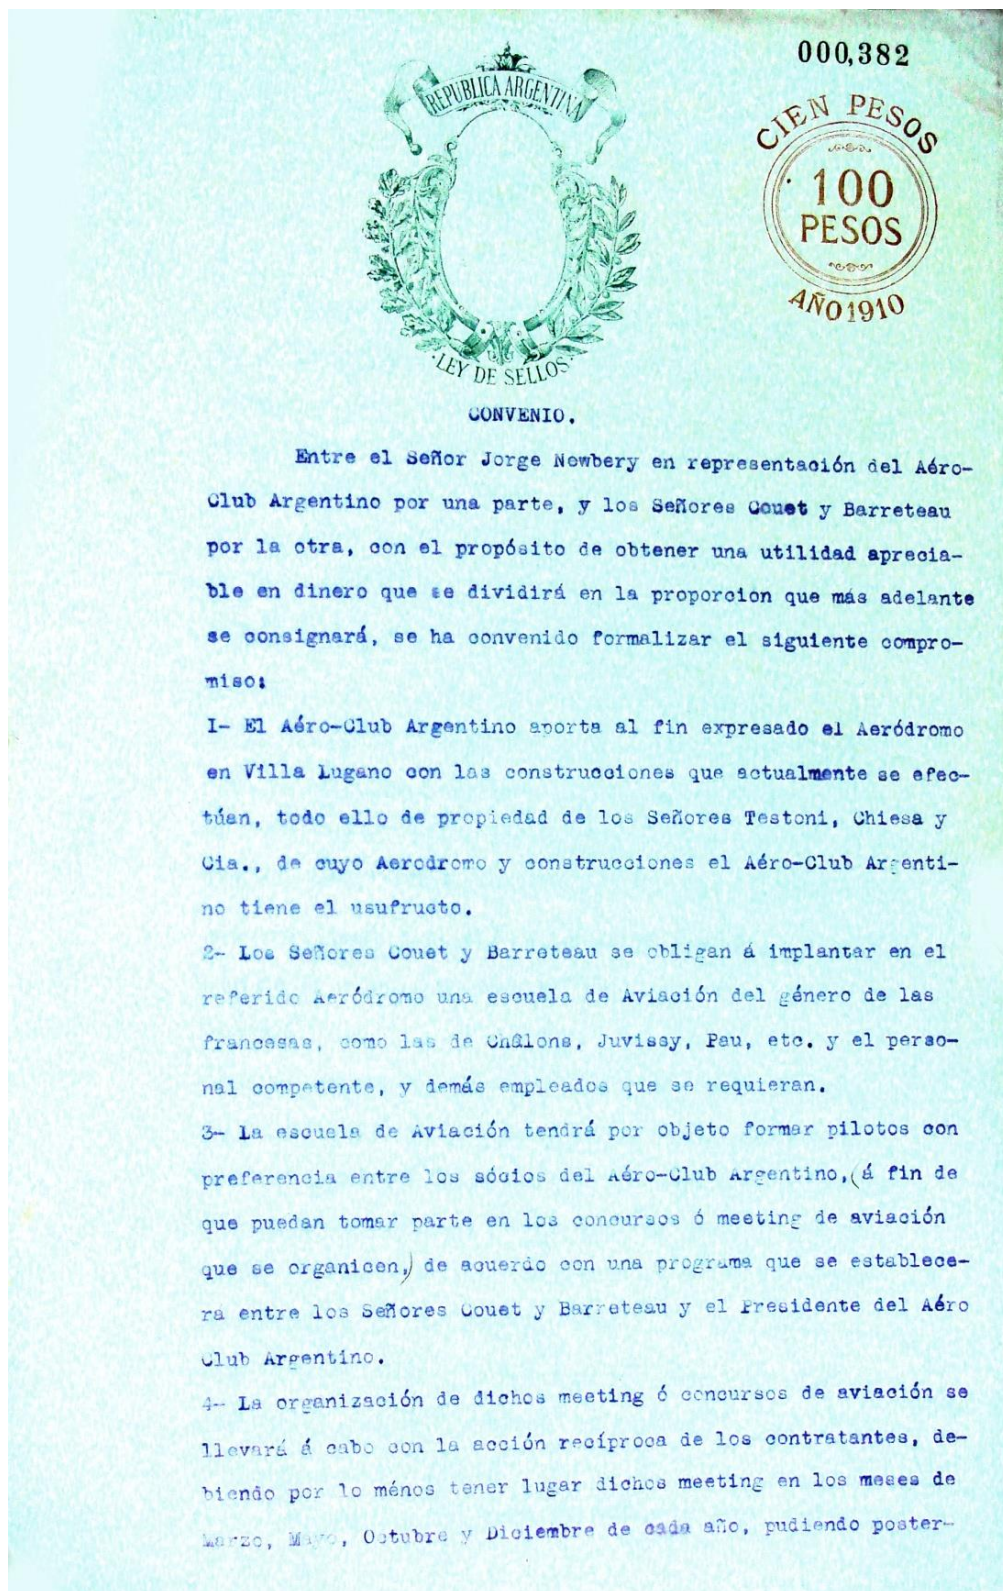 000,382
REPÚBLICA ARGENTINA
CIEN PESOS
100
PESOS
AÑO 1910
LEY DE SELLOS
CONVENIO.
Entre el Señor Jorge Newbery en representación del Aéro-
Club Argentino por una parte, y los Señores Couet y Barreteau
por la otra, con el propósito de obtener una utilidad aprecia-
ble en dinero que se dividirá en la proporcion que más adelante
se consignará, se ha convenido formalizar el siguiente compro-
miso:
I- El Aéro-Club Argentino aporta al fin expresado el Aeródromo
en Villa Lugano con las construcciones que actualmente se efec-
túan, todo ello de propiedad de los Señores Testoni, Chiesa y
Cia., de cuyo Aerodromo y construcciones el Aéro-Club Argenti-
no tiene el usufructo.
2- Los Señores Couet y Barreteau se obligan á implantar en el
referido Aeródromo una escuela de Aviación del género de las
francesas, como las de Châlons, Juvissy, Pau, etc. y el perso-
nal competente, y demás empleados que se requieran.
3- La escuela de Aviación tendrá por objeto formar pilotos con
preferencia entre los sócios del Aéro-Club Argentino,(á fin de
que puedan tomar parte en los concursos ó meeting de aviación
que se organicen,) de acuerdo con una programa que se establece-
ra entre los Señores Couet y Barreteau y el Presidente del Aéro
Club Argentino.
4- La organización de dichos meeting ó concursos de aviación se
llevará á cabo con la acción recíproca de los contratantes, de-
biendo por lo ménos tener lugar dichos meeting en los meses de
Marzo, Mayo, Octubre y Diciembre de cada año, pudiendo poster-